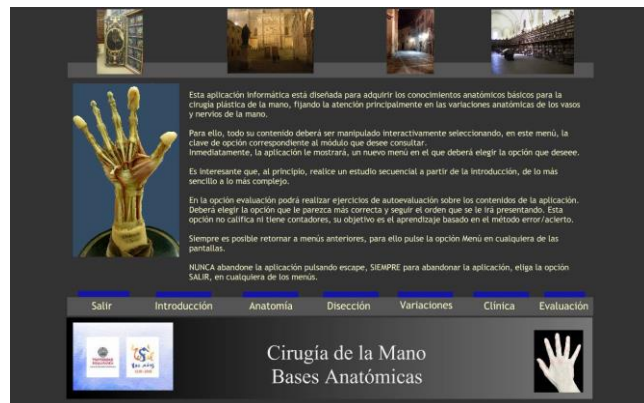 Esta aplicación informática está diseñada para adquirir los conocimientos anatómicos básicos para la
cirugía plástica de la mano, fijando la atención principalmente en las variaciones anatómicas de los vasos
y nervios de la mano.
Para ello, todo su contenido deberá ser manipulado interactivamente seleccionando, en este menú, la
clave de opción correspondiente al módulo que desee consultar.
Inmediatamente, la aplicación le mostrará, un nuevo menú en el que deberá elegir la opción que deseee.
Es interesante que, al principio, realice un estudio secuencial a partir de la introducción, de lo más
sencillo a lo más complejo.
En la opción evaluación podrá realizar ejercicios de autoevaluación sobre los contenidos de la aplicación.
Deberá elegir la opción que le parezca más correcta y seguir el orden que se le irá presentando. Esta
opción no califica ni tiene contadores, su objetivo es el aprendizaje basado en el método error/acierto.
Siempre es posible retornar a menús anteriores, para ello pulse la opción Menú en cualquiera de las
pantallas.
NUNCA abandone la aplicación pulsando escape, SIEMPRE para abandonar la aplicación, eliga la opción
SALIR, en cualquiera de los menús.
Salir Introducción Anatomía Disección Variaciones Clínica Evaluación
Cirugía de la Mano
Bases Anatómicas